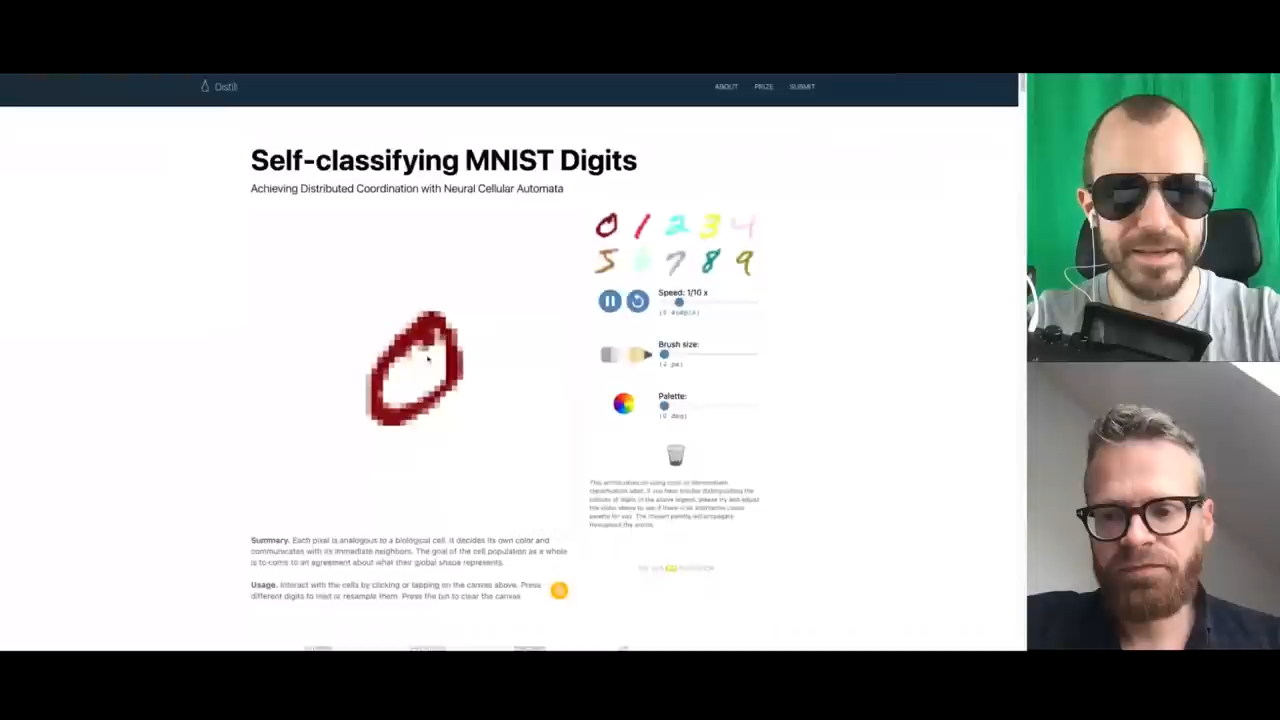 Distill
ABOUT PRIZE SUBMIT
Self-classifying MNIST Digits
Achieving Distributed Coordination with Neural Cellular Automata
0 1 2 3 4
5 6 7 8 9
Speed: 1/10 x
Brush size:
Palette:
throughout the article.
Summary. Each pixel is analogous to a biological cell. It decides its own color and
communicates with its immediate neighbors. The goal of the cell population as a whole
is to come to an agreement about what their global shape represents.
Usage. Interact with the cells by clicking or tapping on the canvas above. Press
different digits to load or resample them. Press the bin to clear the canvas